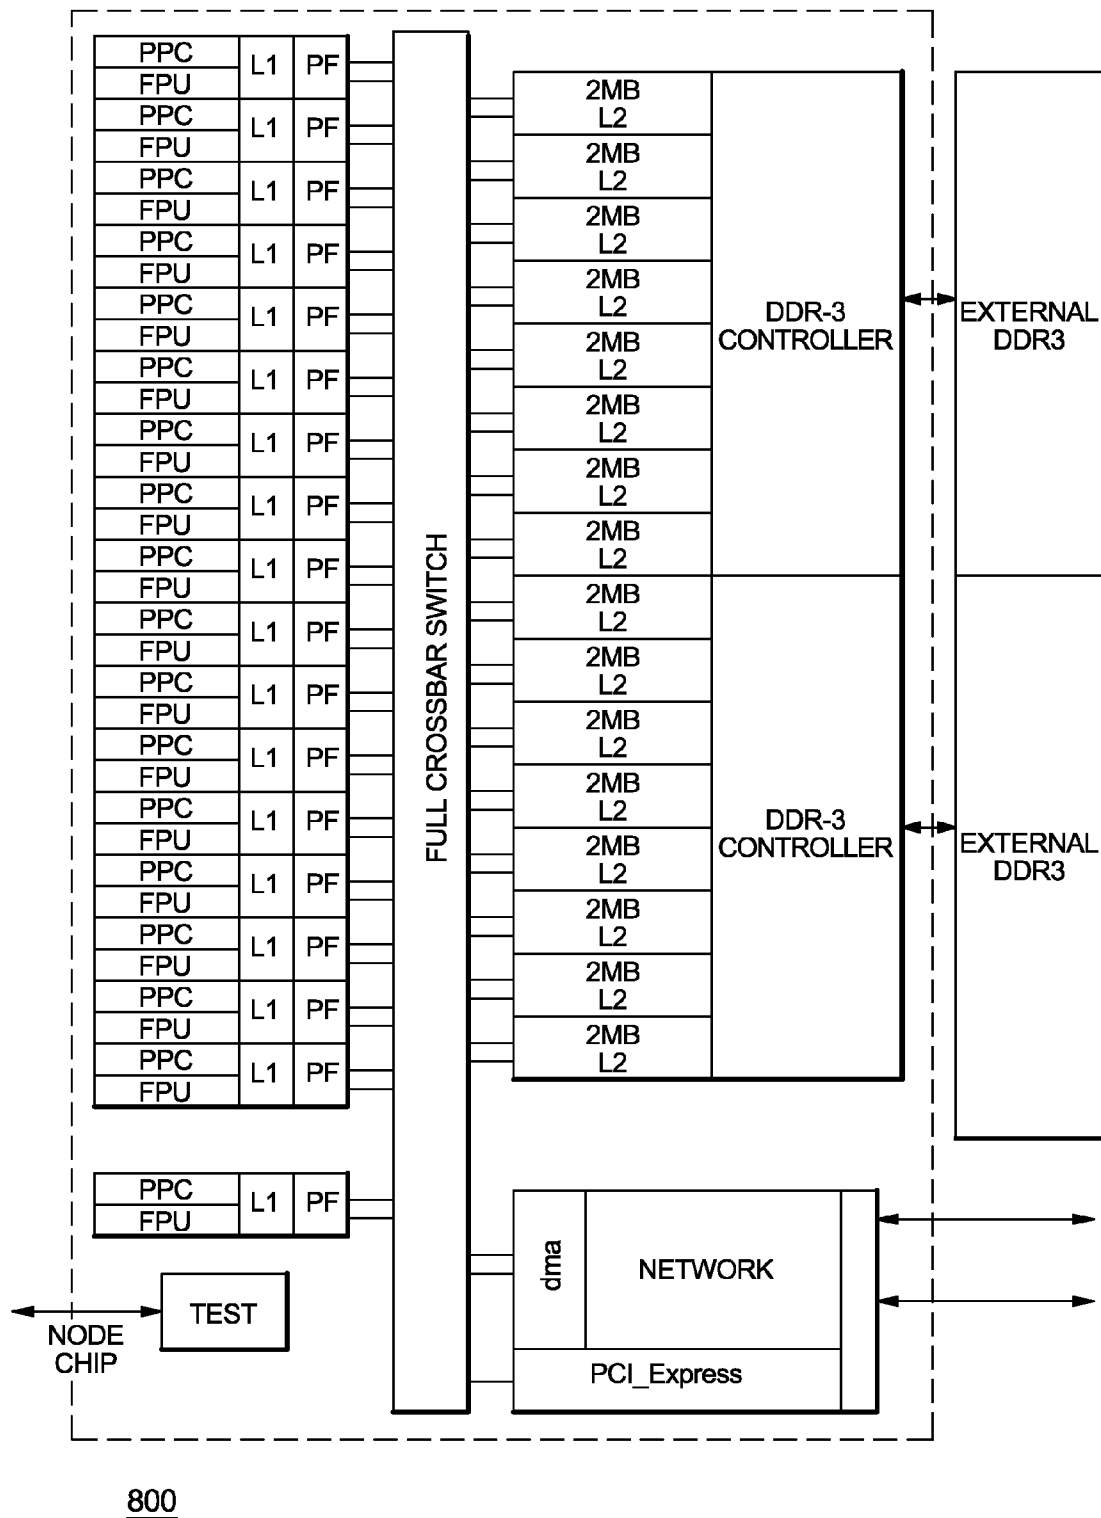 PPC
FPU
L1
PF
PPC
FPU
L1
PF
PPC
FPU
L1
PF
PPC
FPU
L1
PF
PPC
FPU
L1
PF
PPC
FPU
L1
PF
PPC
FPU
L1
PF
PPC
FPU
L1
PF
PPC
FPU
L1
PF
PPC
FPU
L1
PF
PPC
FPU
L1
PF
PPC
FPU
L1
PF
PPC
FPU
L1
PF
PPC
FPU
L1
PF
PPC
FPU
L1
PF
PPC
FPU
L1
PF
PPC
FPU
L1
PF
PPC
FPU
L1
PF
TEST
NODE
CHIP
FULL CROSSBAR SWITCH
2MB
L2
2MB
L2
2MB
L2
2MB
L2
2MB
L2
2MB
L2
2MB
L2
2MB
L2
2MB
L2
2MB
L2
2MB
L2
2MB
L2
2MB
L2
2MB
L2
2MB
L2
2MB
L2
DDR-3
CONTROLLER
DDR-3
CONTROLLER
EXTERNAL
DDR3
EXTERNAL
DDR3
dma
NETWORK
PCI_Express
800